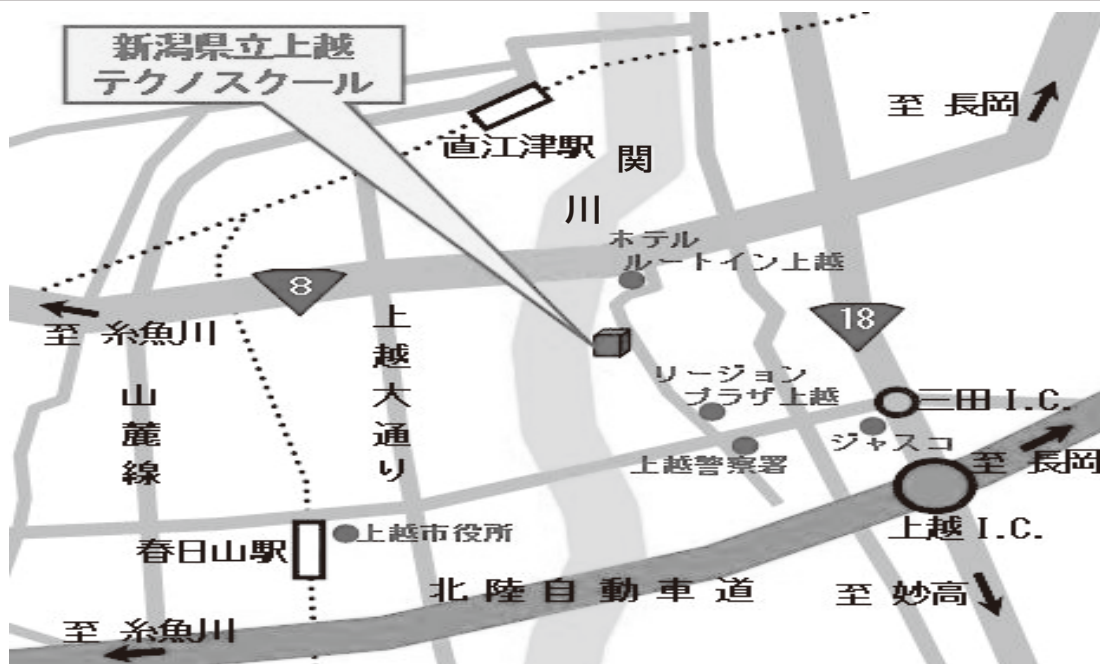 新潟県立上越
テクノスクール
直江津駅
関川
至 長岡
ホテル
ルートイン上越
8
18
至 糸魚川
上越大通り
山麓線
リージョン
プラザ上越
三田 I.C.
ジャスコ
上越警察署
至 長岡
上越 I.C.
上越市役所
春日山駅
北陸自動車道
至 妙高
至 糸魚川